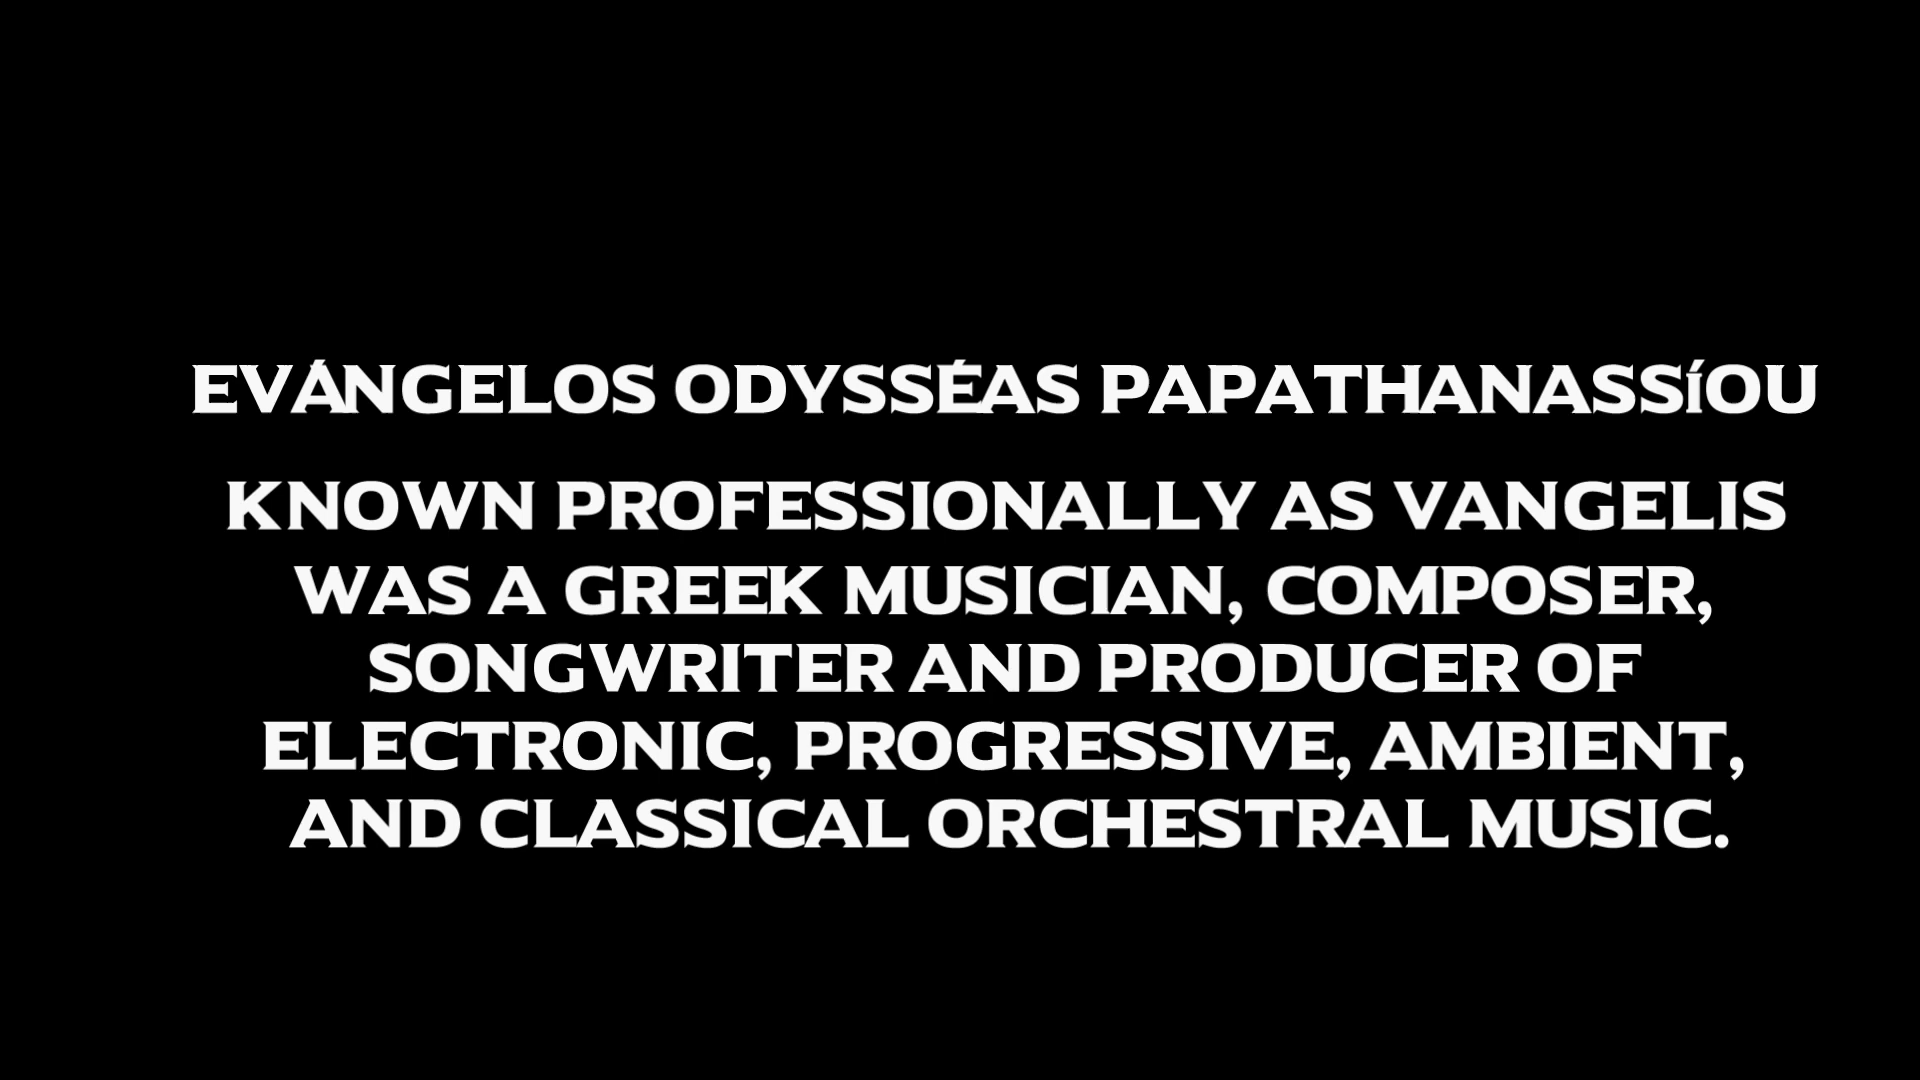 EVÁNGELOS ODYSSÉAS PAPATHANASSíOU
KNOWN PROFESSIONALLY AS VANGELIS
WAS A GREEK MUSICIAN, COMPOSER,
SONGWRITER AND PRODUCER OF
ELECTRONIC, PROGRESSIVE, AMBIENT,
AND CLASSICAL ORCHESTRAL MUSIC.